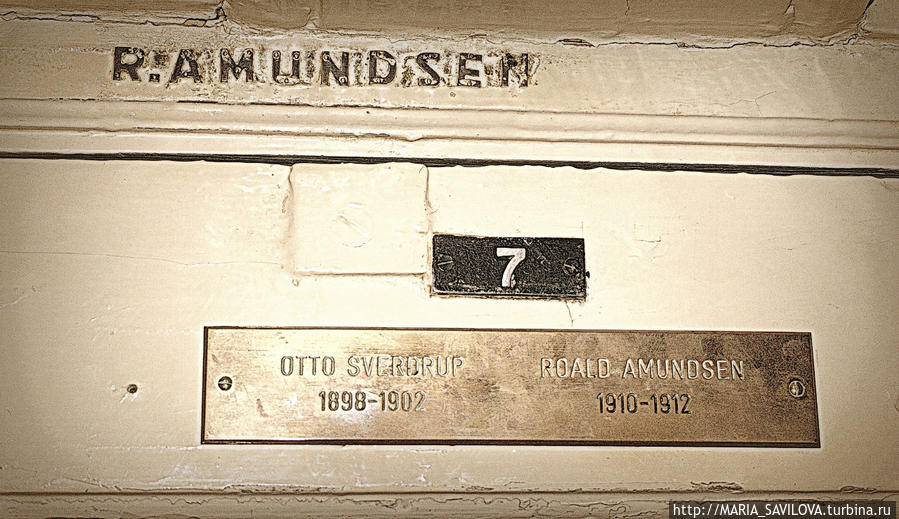 R.AMUNDSEN
7
OTTO SVERDRUP ROALD AMUNDSEN
1898-1902 1910-1912
http://MARIA_SAVILOVA.turbina.ru